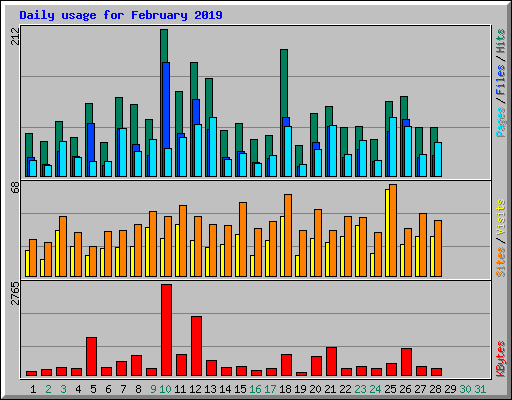 Daily usage for February 2019
212
Pages / Files / Hits
68
Sites / Visits
2765
KBytes
1 2 3 4 5 6 7 8 9 10 11 12 13 14 15 16 17 18 19 20 21 22 23 24 25 26 27 28 29 30 31